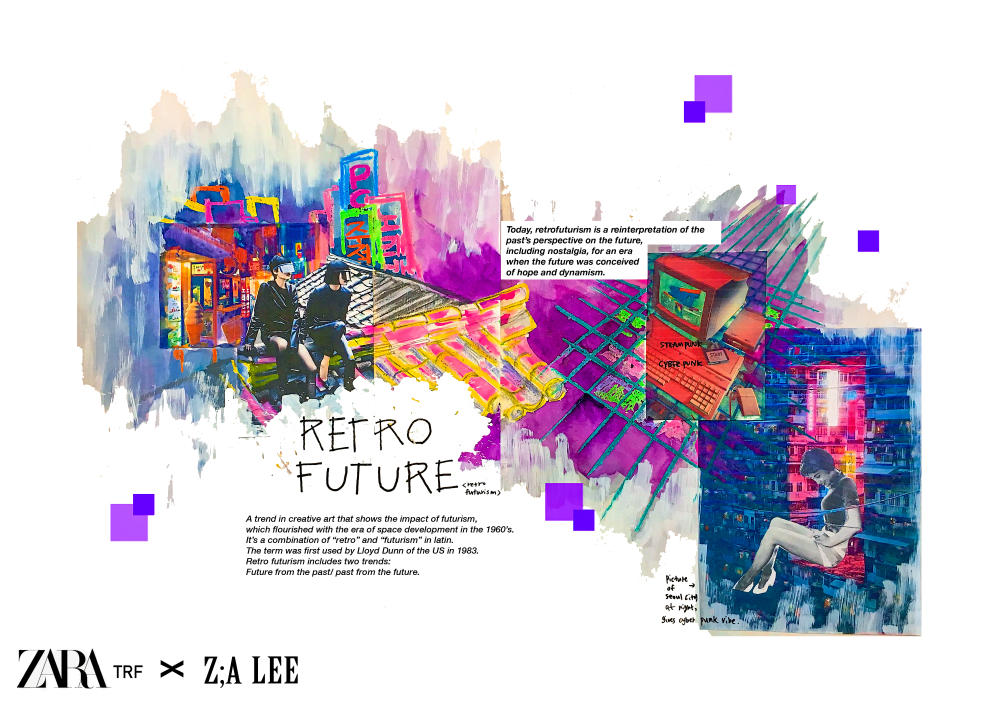 Today, retrofuturism is a reinterpretation of the
past's perspective on the future,
including nostalgia, for an era
when the future was conceived
of hope and dynamism.
STEAMPUNK
CYBER PUNK
START
RETRO
FUTURE
<retro
futurism>
A trend in creative art that shows the impact of futurism,
which flourished with the era of space development in the 1960's.
It's a combination of "retro" and "futurism" in latin.
The term was first used by Lloyd Dunn of the US in 1983.
Retro futurism includes two trends:
Future from the past/ past from the future.
Picture →
of
seoul city
at night,
gives cyber punk vibe.
ZARA TRF X Z;A LEE